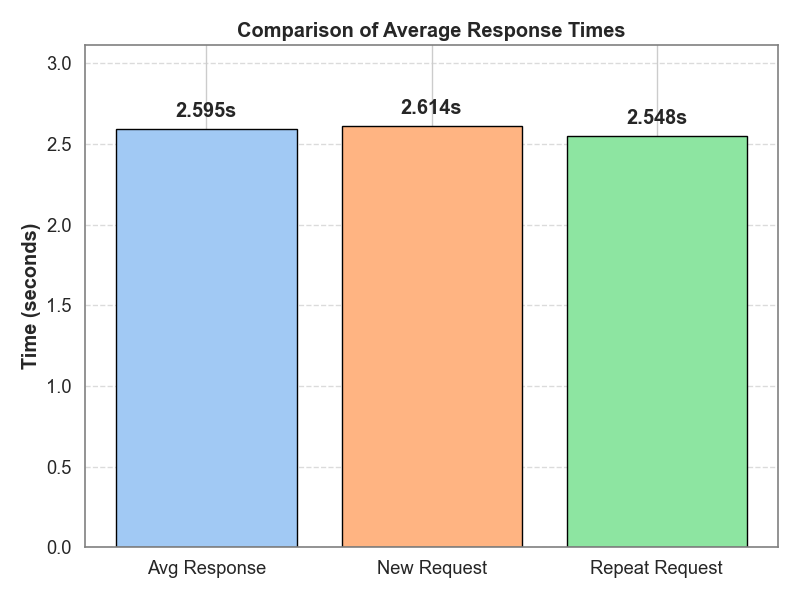 Comparison of Average Response Times
3.0
2.5
2.0
1.5
1.0
0.5
0.0
Time (seconds)
2.595s
2.614s
2.548s
Avg Response
New Request
Repeat Request